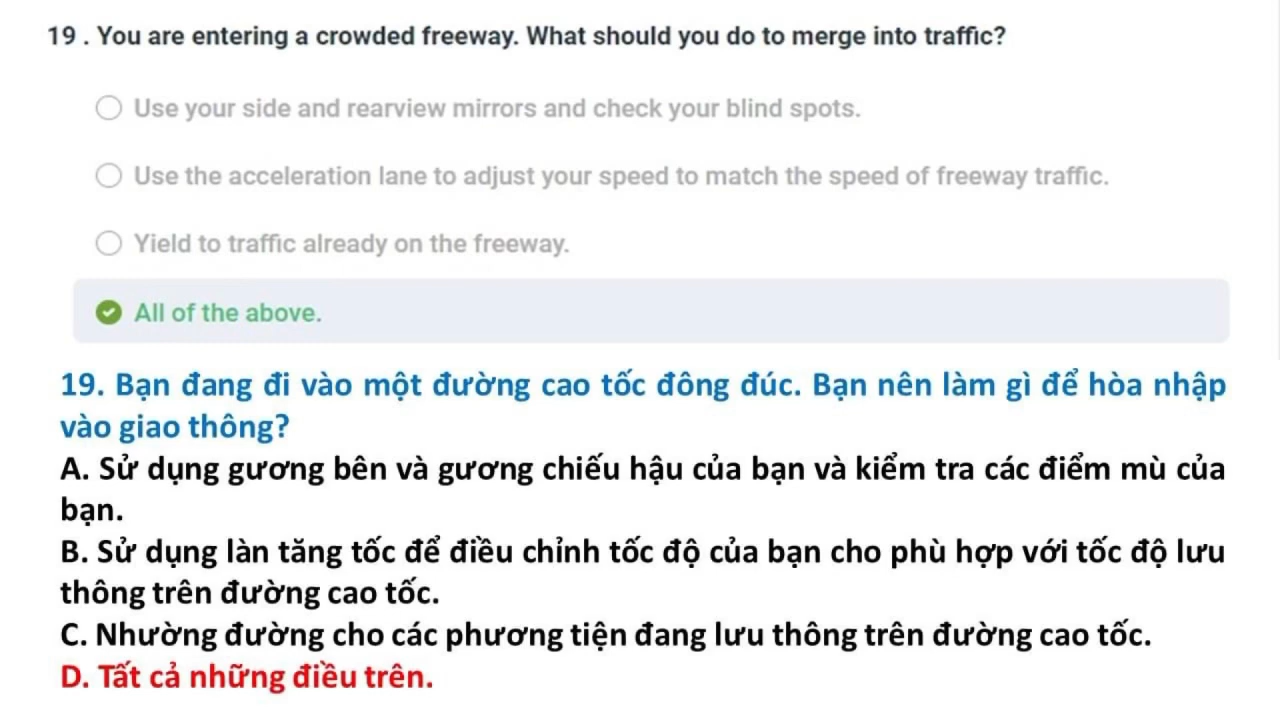 19 . You are entering a crowded freeway. What should you do to merge into traffic?
Use your side and rearview mirrors and check your blind spots.
Use the acceleration lane to adjust your speed to match the speed of freeway traffic.
Yield to traffic already on the freeway.
All of the above.
19. Bạn đang đi vào một đường cao tốc đông đúc. Bạn nên làm gì để hòa nhập
vào giao thông?
A. Sử dụng gương bên và gương chiếu hậu của bạn và kiểm tra các điểm mù của
bạn.
B. Sử dụng làn tăng tốc để điều chỉnh tốc độ của bạn cho phù hợp với tốc độ lưu
thông trên đường cao tốc.
C. Nhường đường cho các phương tiện đang lưu thông trên đường cao tốc.
D. Tất cả những điều trên.